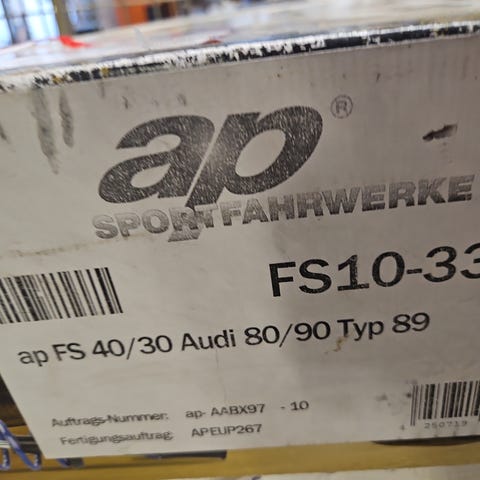 ap®
SPORTFAHRWERKE
FS10-33
ap FS 40/30 Audi 80/90 Typ 89
Auftrags-Nummer: ap- AABX97 - 10
Fertigungsauftrag: APEUP267
250719